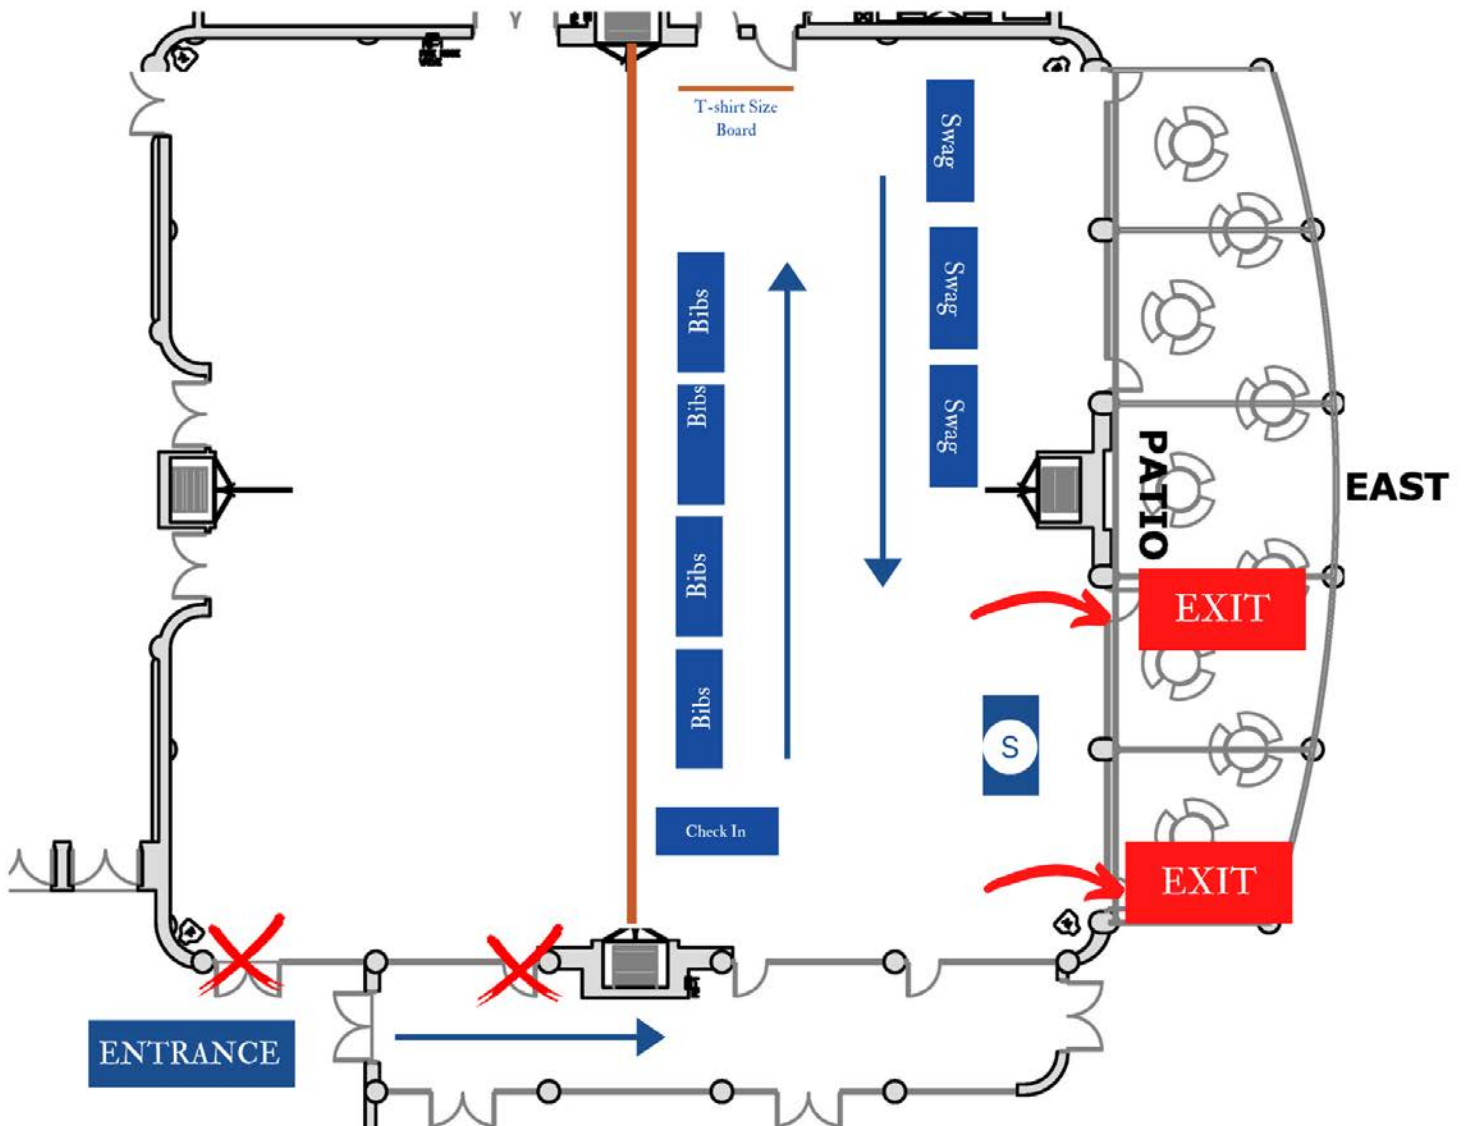 T-shirt Size
Board
Swag
Swag
Swag
Bibs
Bibs
Bibs
Bibs
PATIO
EAST
EXIT
S
Check In
EXIT
ENTRANCE